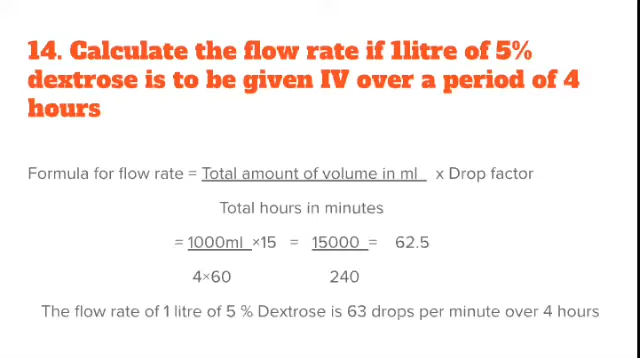 14. Calculate the flow rate if 1litre of 5%
dextrose is to be given IV over a period of 4
hours
Formula for flow rate = Total amount of volume in ml x Drop factor
Total hours in minutes
= 1000ml ×15 = 15000 = 62.5
4×60 240
The flow rate of 1 litre of 5 % Dextrose is 63 drops per minute over 4 hours